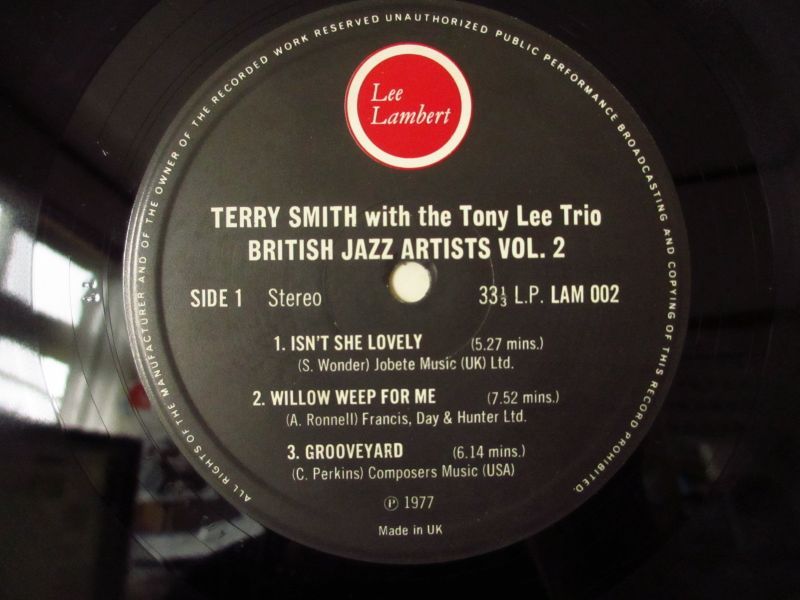 ALL RIGHTS OF THE MANUFACTURER AND OF THE OWNER OF THE RECORDED WORK RESERVED UNAUTHORIZED PUBLIC PERFORMANCE BROADCASTING AND COPYING OF THIS RECORD PROHIBITED.
Lee
Lambert
TERRY SMITH with the Tony Lee Trio
BRITISH JAZZ ARTISTS VOL. 2
SIDE 1 Stereo 33⅓ L.P. LAM 002
1. ISN'T SHE LOVELY (5.27 mins.)
(S. Wonder) Jobete Music (UK) Ltd.
2. WILLOW WEEP FOR ME (7.52 mins.)
(A. Ronnell) Francis, Day & Hunter Ltd.
3. GROOVEYARD (6.14 mins.)
(C. Perkins) Composers Music (USA)
℗ 1977
Made in UK